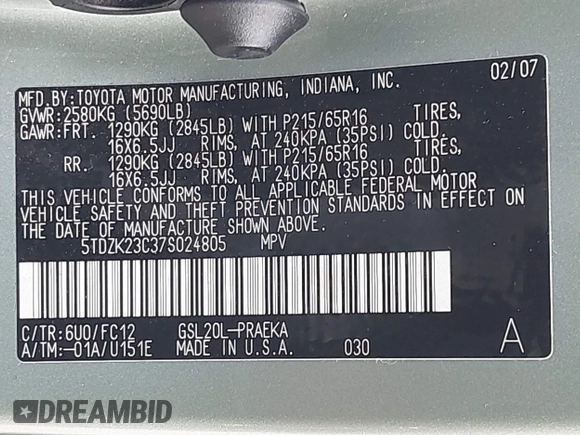 MFD.BY:TOYOTA MOTOR MANUFACTURING, INDIANA, INC. 02/07
GVWR:2580KG (5690LB)
GAWR:FRT. 1290KG (2845LB) WITH P215/65R16 TIRES,
16X6.5JJ RIMS, AT 240KPA (35PSI) COLD.
RR. 1290KG (2845LB) WITH P215/65R16 TIRES,
16X6.5JJ RIMS, AT 240KPA (35PSI) COLD.
THIS VEHICLE CONFORMS TO ALL APPLICABLE FEDERAL MOTOR
VEHICLE SAFETY AND THEFT PREVENTION STANDARDS IN EFFECT ON
THE DATE OF MANUFACTURE SHOWN ABOVE.
5TDZK23C37S024805 MPV
C/TR:6U0/FC12 GSL20L-PRAEKA
A/TM:-01A/U151E MADE IN U.S.A. 030 A
DREAMBID